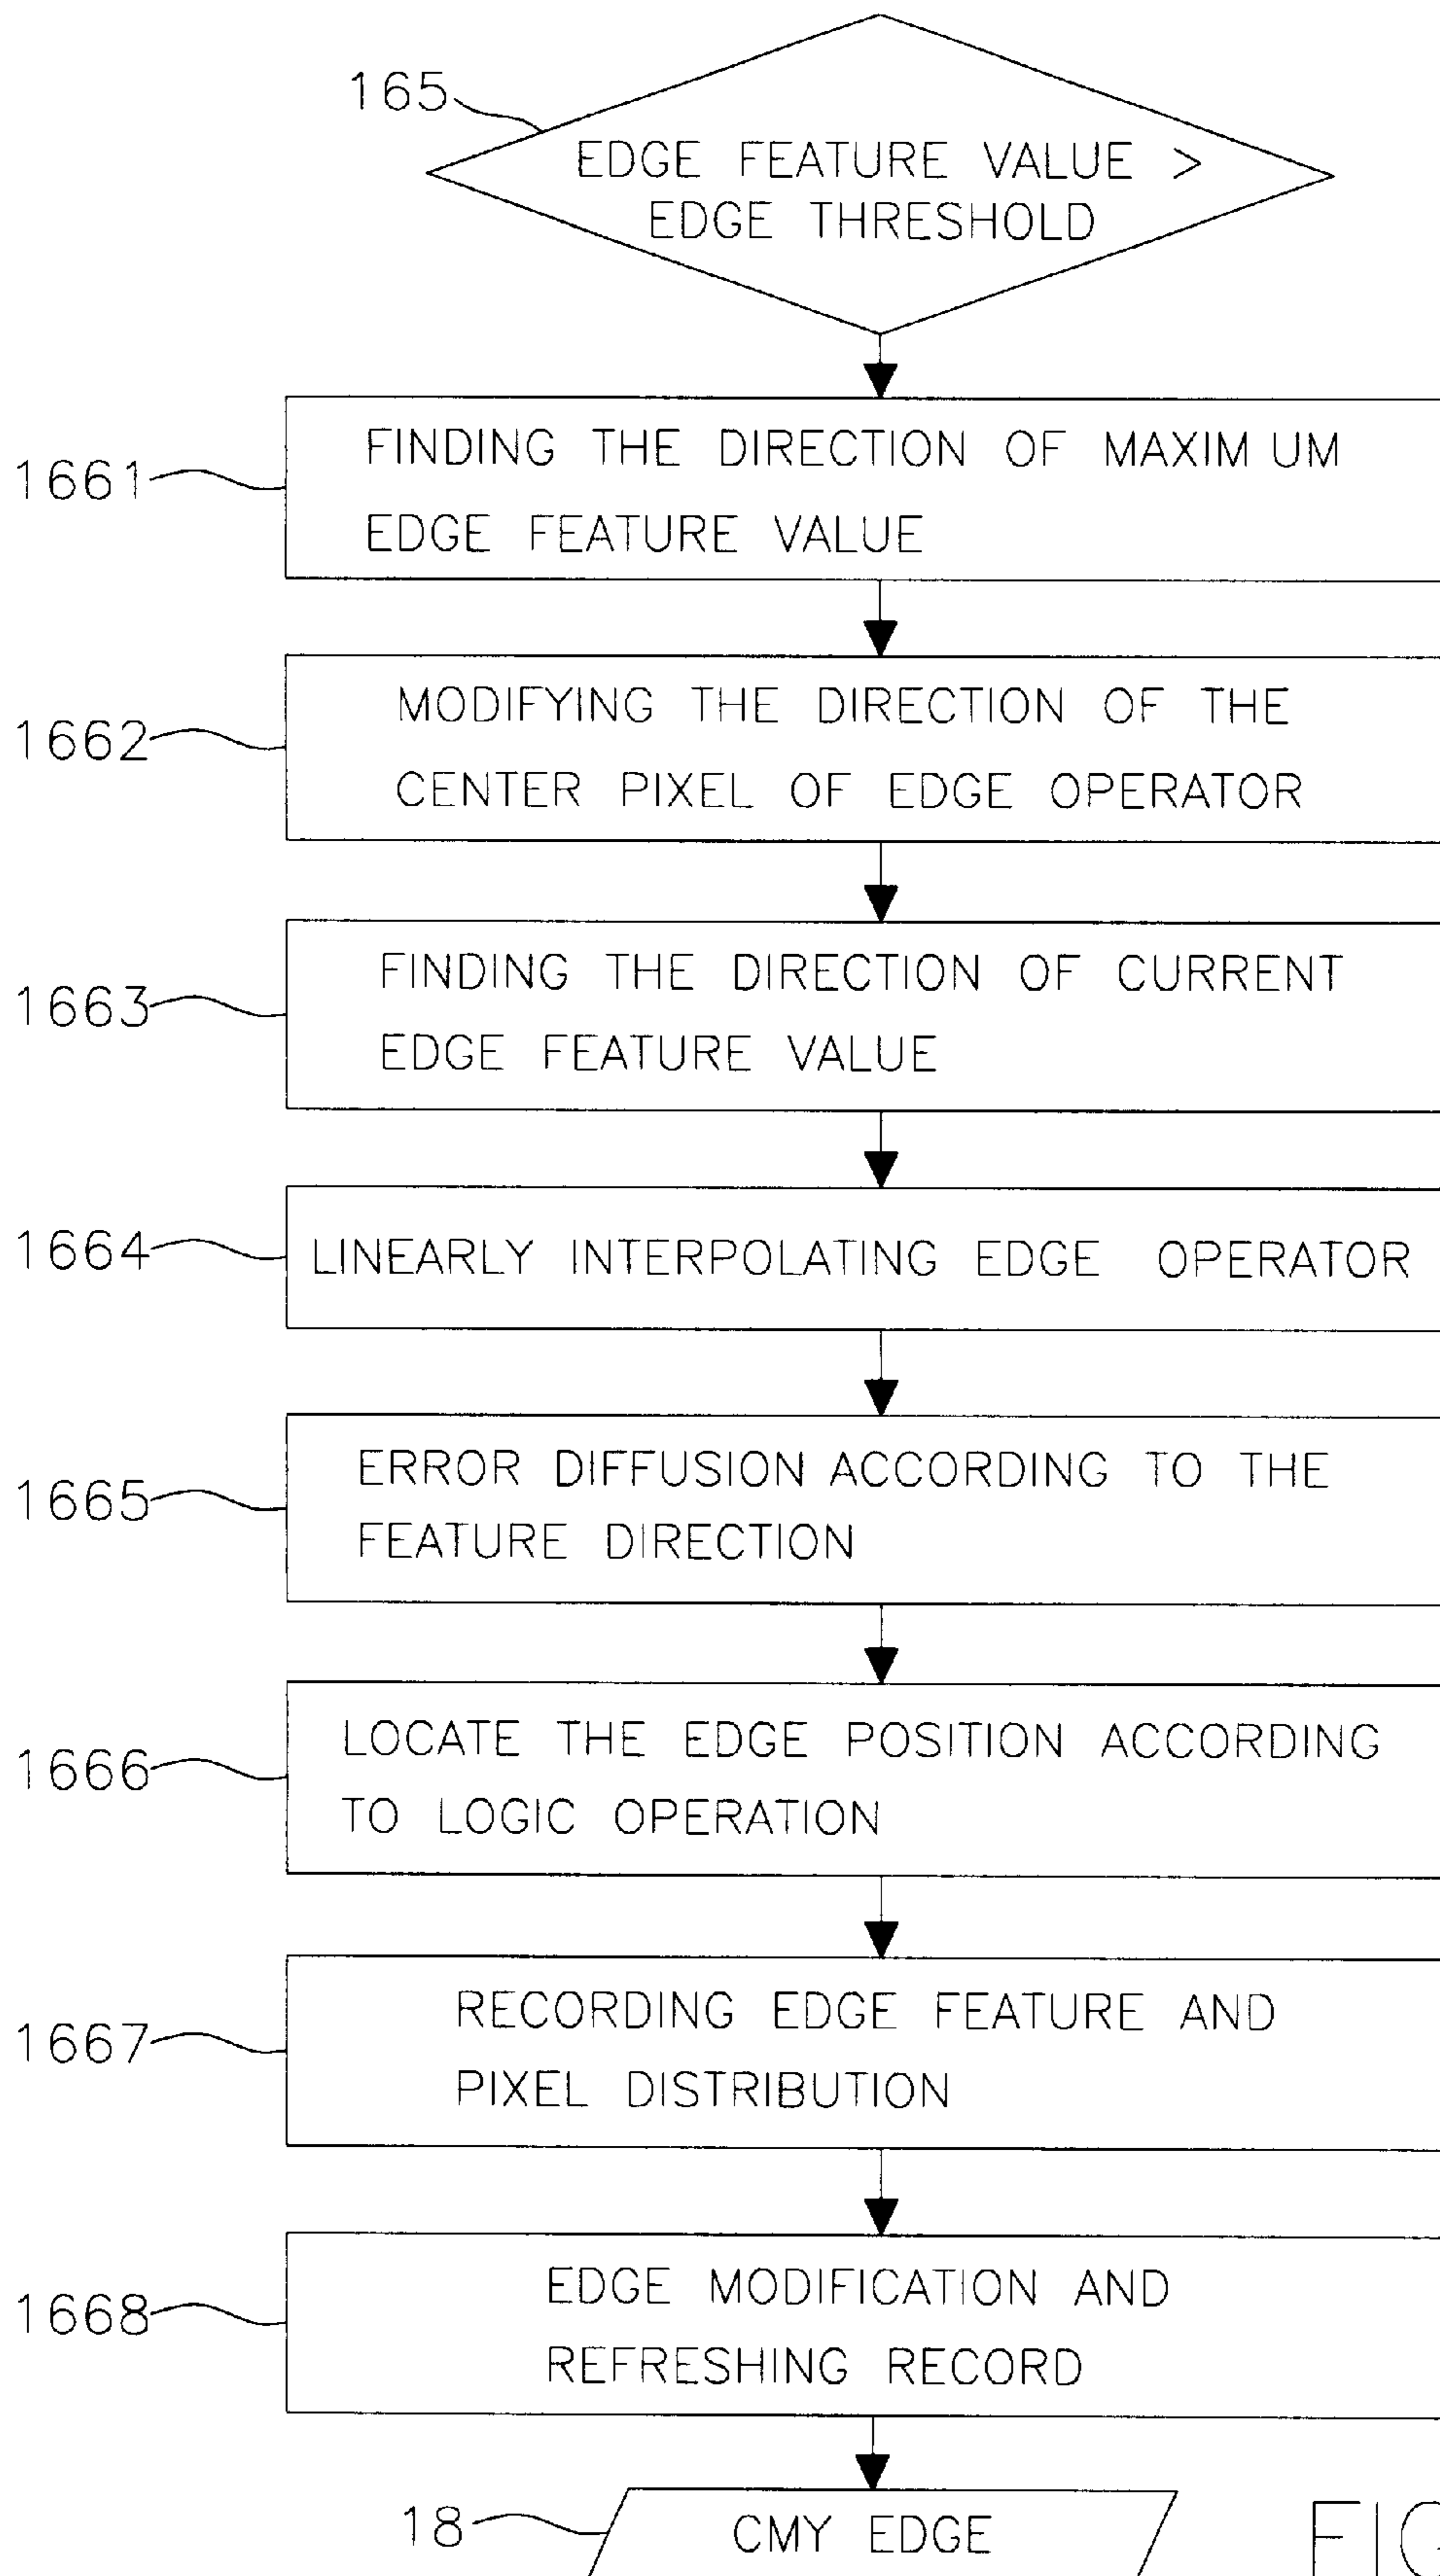 165
EDGE FEATURE VALUE >
EDGE THRESHOLD
1661
FINDING THE DIRECTION OF MAXIM UM
EDGE FEATURE VALUE
1662
MODIFYING THE DIRECTION OF THE
CENTER PIXEL OF EDGE OPERATOR
1663
FINDING THE DIRECTION OF CURRENT
EDGE FEATURE VALUE
1664
LINEARLY INTERPOLATING EDGE OPERATOR
1665
ERROR DIFFUSION ACCORDING TO THE
FEATURE DIRECTION
1666
LOCATE THE EDGE POSITION ACCORDING
TO LOGIC OPERATION
1667
RECORDING EDGE FEATURE AND
PIXEL DISTRIBUTION
1668
EDGE MODIFICATION AND
REFRESHING RECORD
18
CMY EDGE
FIG